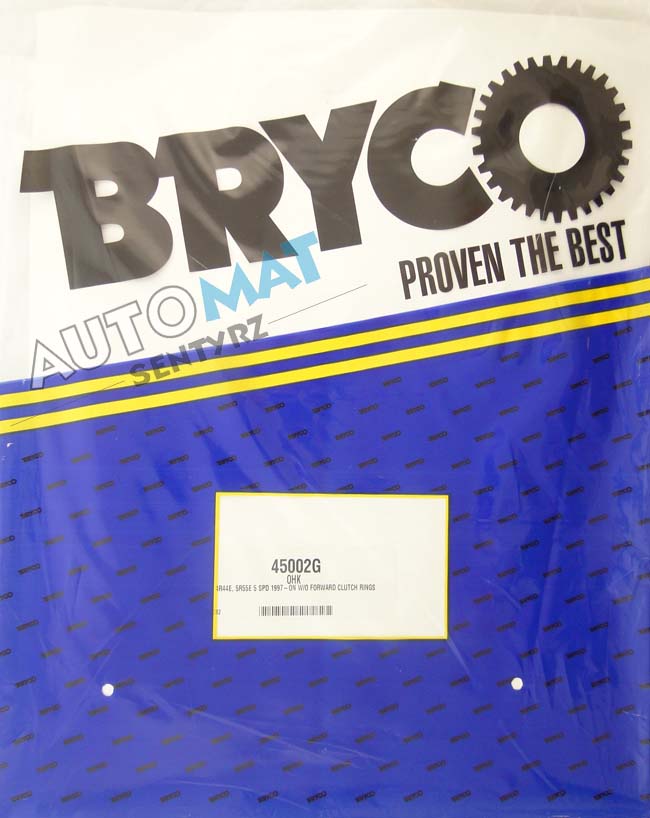 BRYCO
PROVEN THE BEST
AUTOMAT
SENTYRZ
45002G
OHK
4R44E, 5R55E 5 SPD 1997-ON W/O FORWARD CLUTCH RINGS